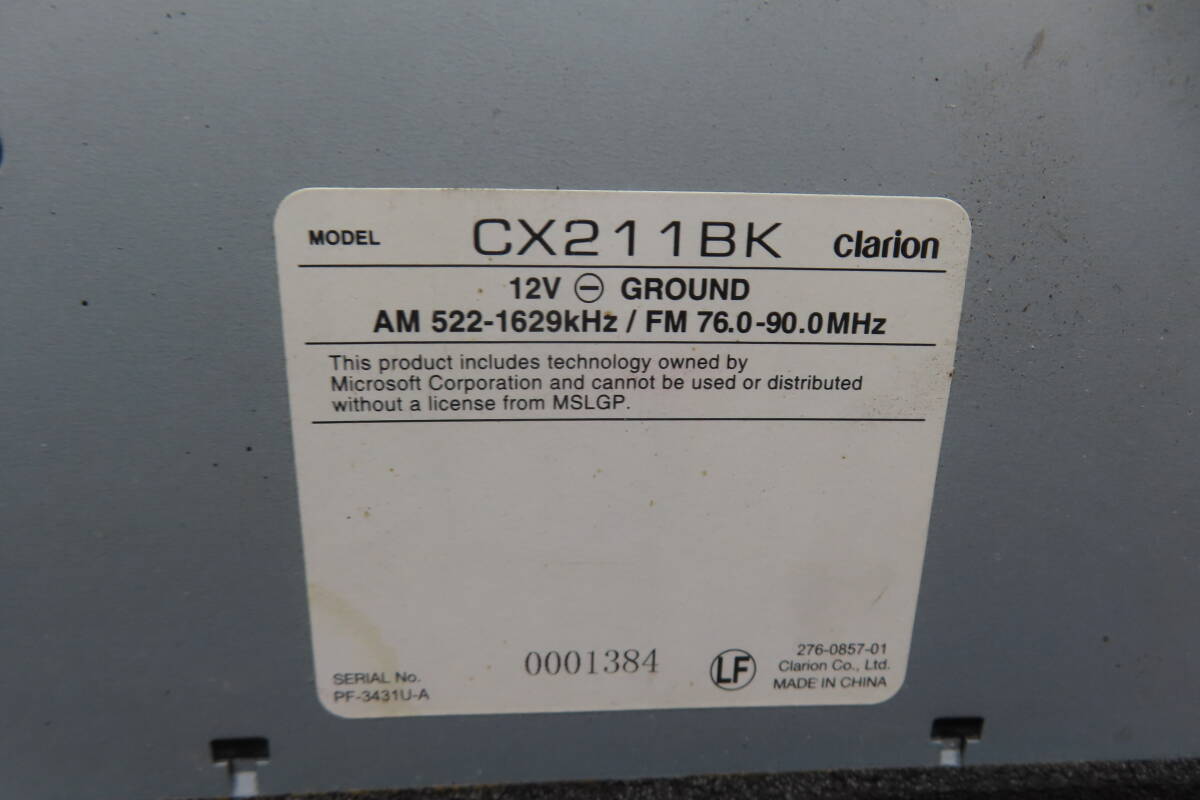 MODEL CX211BK clarion
12V ⊖ GROUND
AM 522-1629kHz / FM 76.0-90.0MHz
This product includes technology owned by
Microsoft Corporation and cannot be used or distributed
without a license from MSLGP.
SERIAL No. 0001384
PF-3431U-A
LF
276-0857-01
Clarion Co., Ltd.
MADE IN CHINA